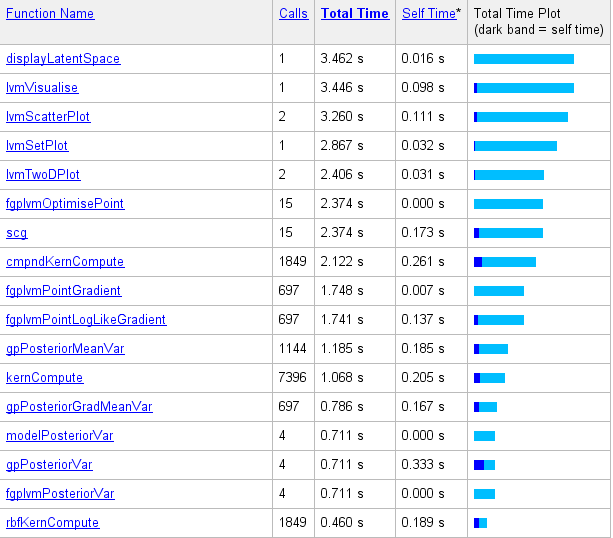 Function Name Calls Total Time Self Time* Total Time Plot
(dark band = self time)
displayLatentSpace 1 3.462 s 0.016 s
lvmVisualise 1 3.446 s 0.098 s
lvmScatterPlot 2 3.260 s 0.111 s
lvmSetPlot 1 2.867 s 0.032 s
lvmTwoDPlot 2 2.406 s 0.031 s
fgplvmOptimisePoint 15 2.374 s 0.000 s
scg 15 2.374 s 0.173 s
cmpndKernCompute 1849 2.122 s 0.261 s
fgplvmPointGradient 697 1.748 s 0.007 s
fgplvmPointLogLikeGradient 697 1.741 s 0.137 s
gpPosteriorMeanVar 1144 1.185 s 0.185 s
kernCompute 7396 1.068 s 0.205 s
gpPosteriorGradMeanVar 697 0.786 s 0.167 s
modelPosteriorVar 4 0.711 s 0.000 s
gpPosteriorVar 4 0.711 s 0.333 s
fgplvmPosteriorVar 4 0.711 s 0.000 s
rbfKernCompute 1849 0.460 s 0.189 s